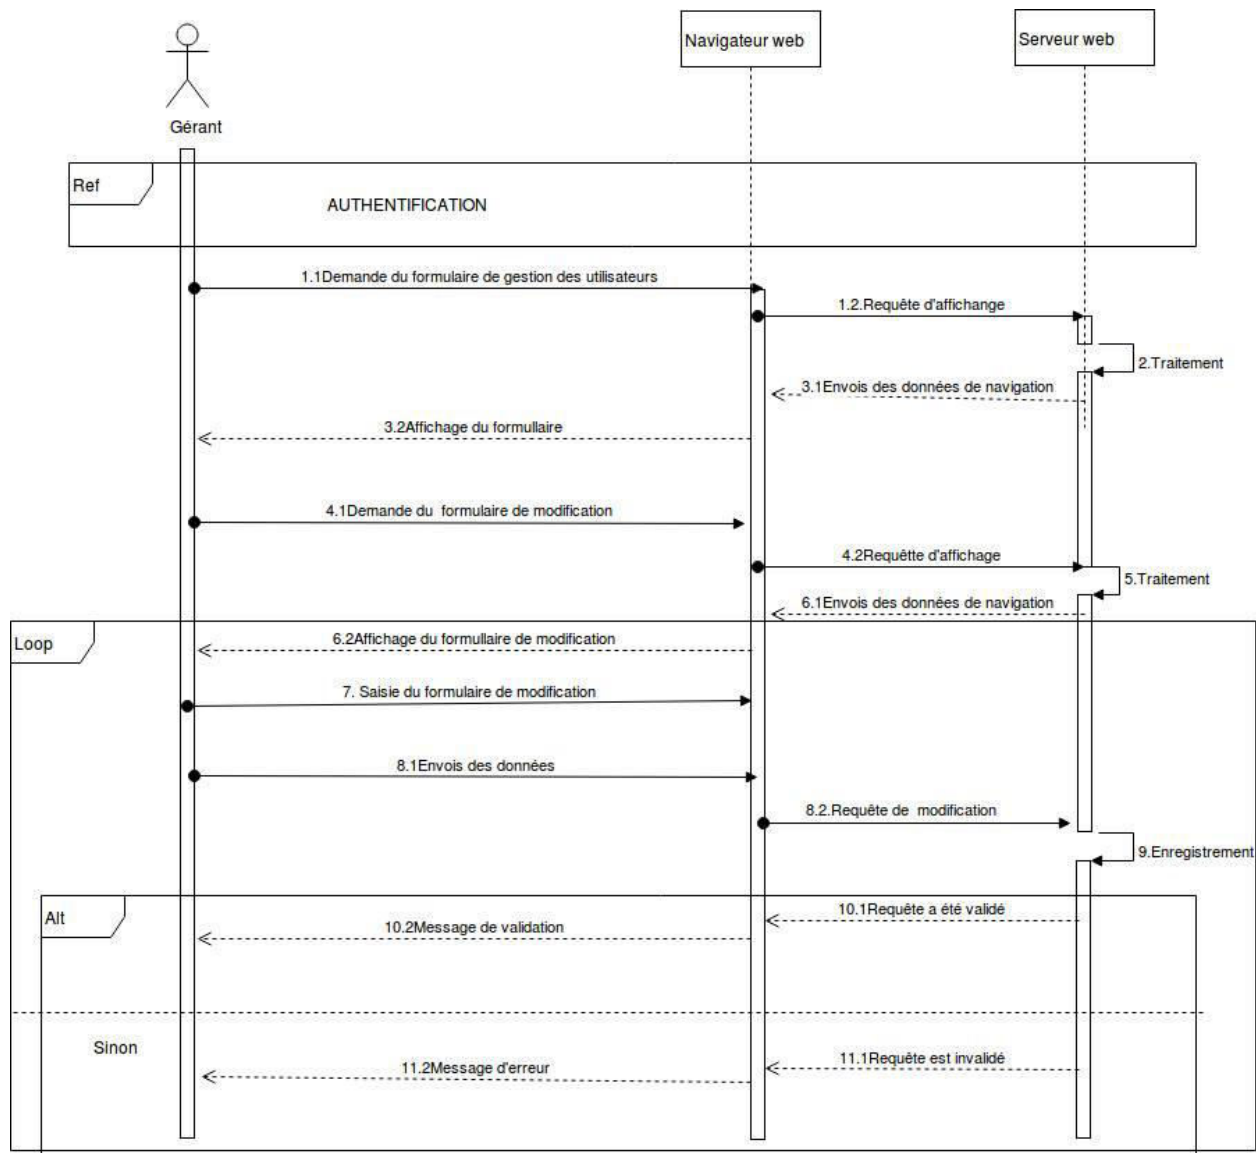 Navigateur web
Serveur web
Gérant
Ref
AUTHENTIFICATION
1.1Demande du formulaire de gestion des utilisateurs
1.2.Requête d'affichange
2.Traitement
3.1Envois des données de navigation
3.2Affichage du formullaire
4.1Demande du formulaire de modification
4.2Requêtte d'affichage
5.Traitement
6.1Envois des données de navigation
Loop
6.2Affichage du formullaire de modification
7. Saisie du formulaire de modification
8.1Envois des données
8.2.Requête de modification
9.Enregistrement
Alt
10.1Requête a été validé
10.2Message de validation
Sinon
11.1Requête est invalidé
11.2Message d'erreur